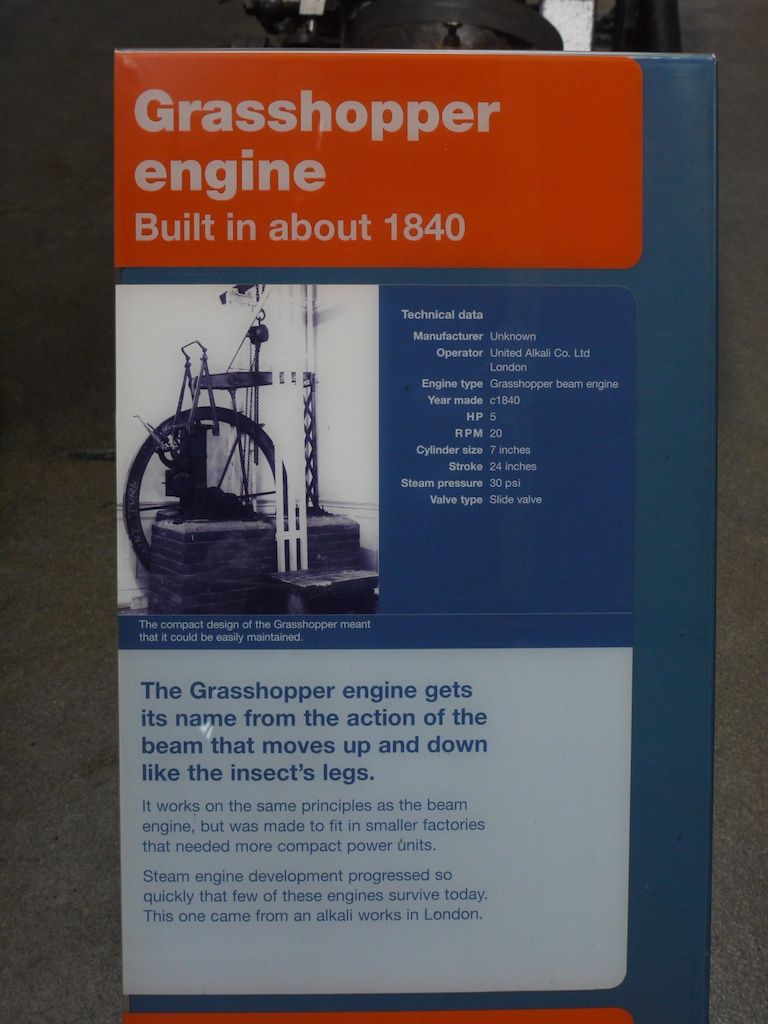 Grasshopper
engine
Built in about 1840
Technical data
Manufacturer Unknown
Operator United Alkali Co. Ltd
London
Engine type Grasshopper beam engine
Year made c1840
HP 5
RPM 20
Cylinder size 7 inches
Stroke 24 inches
Steam pressure 30 psi
Valve type Slide valve
The compact design of the Grasshopper meant
that it could be easily maintained.
The Grasshopper engine gets
its name from the action of the
beam that moves up and down
like the insect's legs.
It works on the same principles as the beam
engine, but was made to fit in smaller factories
that needed more compact power units.
Steam engine development progressed so
quickly that few of these engines survive today.
This one came from an alkali works in London.